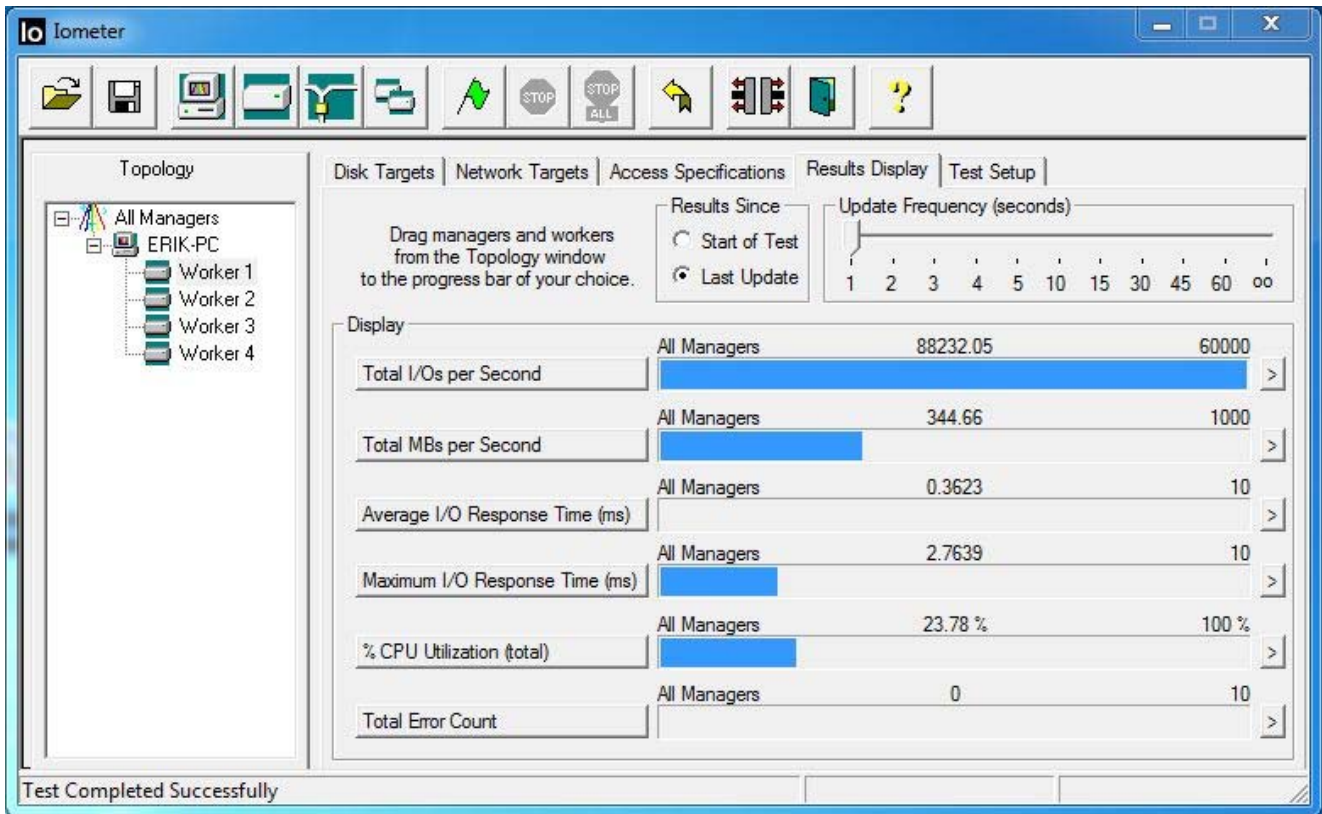 Io Iometer
STOP
STOP
ALL
?
Topology
All Managers
ERIK-PC
Worker 1
Worker 2
Worker 3
Worker 4
Disk Targets
Network Targets
Access Specifications
Results Display
Test Setup
Drag managers and workers
from the Topology window
to the progress bar of your choice.
Results Since
Start of Test
Last Update
Update Frequency (seconds)
1 2 3 4 5 10 15 30 45 60 oo
Display
All Managers 88232.05 60000
Total I/Os per Second >
All Managers 344.66 1000
Total MBs per Second >
All Managers 0.3623 10
Average I/O Response Time (ms) >
All Managers 2.7639 10
Maximum I/O Response Time (ms) >
All Managers 23.78 % 100 %
% CPU Utilization (total) >
All Managers 0 10
Total Error Count >
Test Completed Successfully